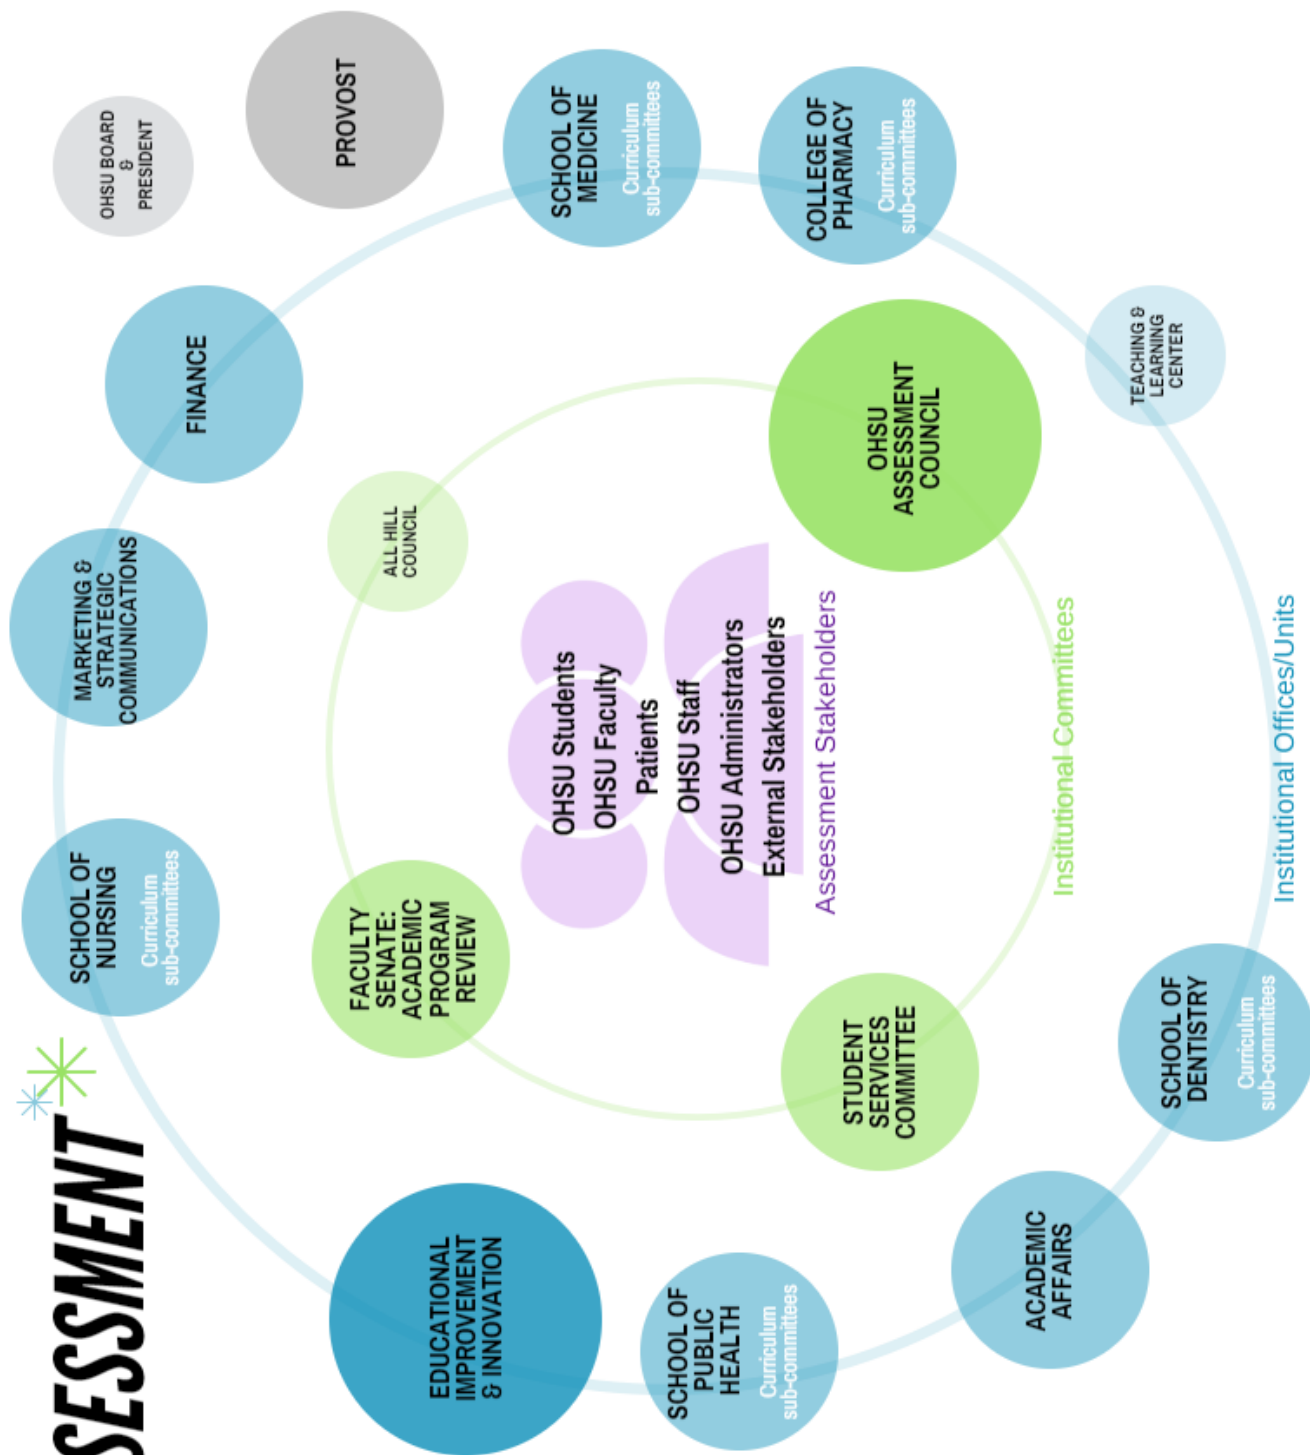 SESSMENT
SCHOOL OF
NURSING
Curriculum
sub-committees
MARKETING &
STRATEGIC
COMMUNICATIONS
FINANCE
OHSU BOARD
&
PRESIDENT
PROVOST
EDUCATIONAL
IMPROVEMENT
& INNOVATION
FACULTY
SENATE:
ACADEMIC
PROGRAM
REVIEW
ALL HILL
COUNCIL
SCHOOL OF
MEDICINE
Curriculum
sub-committees
OHSU Students
OHSU Faculty
Patients
OHSU Staff
OHSU Administrators
External Stakeholders
Assessment Stakeholders
SCHOOL OF
PUBLIC
HEALTH
Curriculum
sub-committees
COLLEGE OF
PHARMACY
Curriculum
sub-committees
STUDENT
SERVICES
COMMITTEE
OHSU
ASSESSMENT
COUNCIL
ACADEMIC
AFFAIRS
Institutional Committees
TEACHING &
LEARNING
CENTER
SCHOOL OF
DENTISTRY
Curriculum
sub-committees
Institutional Offices/Units